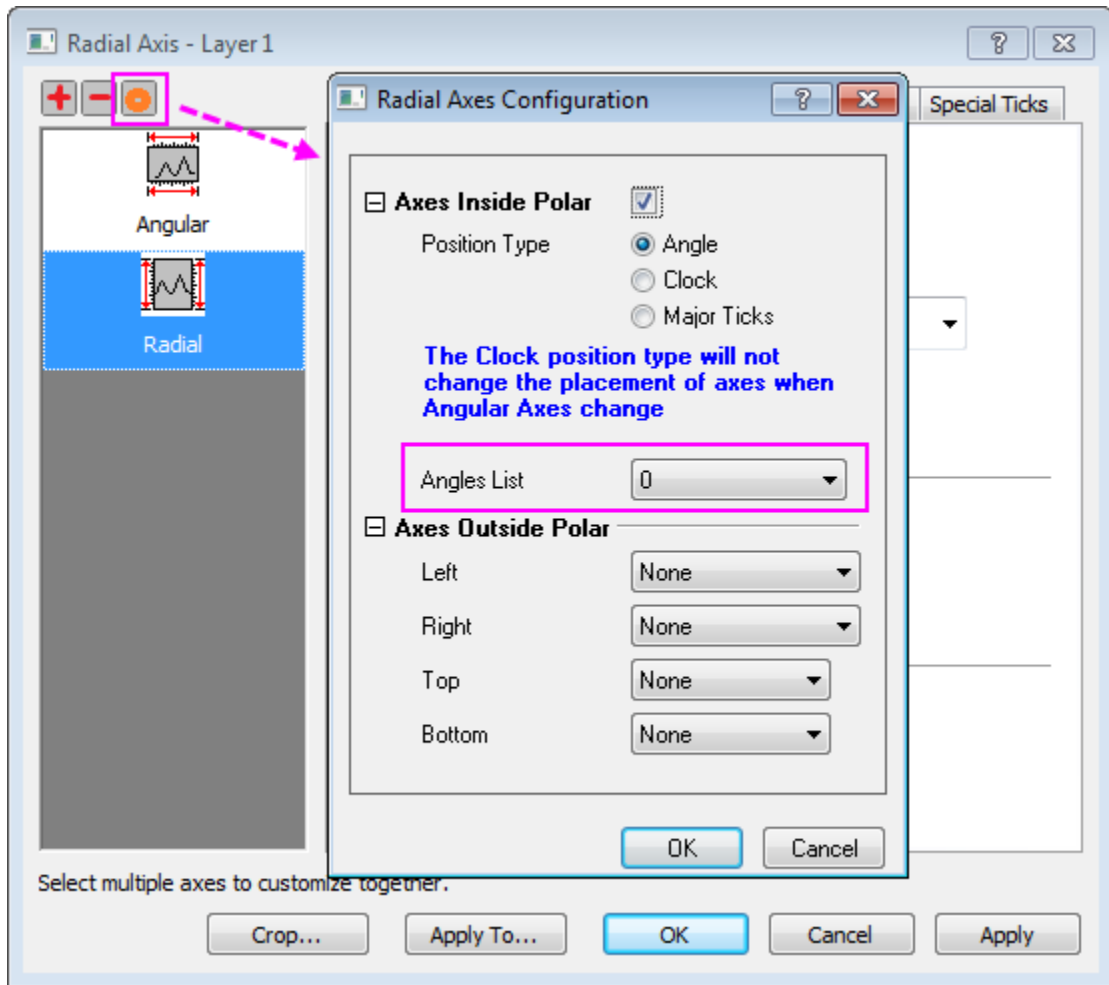 Radial Axis - Layer 1
Radial Axes Configuration
Special Ticks
Angular
Radial
Axes Inside Polar
Position Type
Angle
Clock
Major Ticks
The Clock position type will not
change the placement of axes when
Angular Axes change
Angles List 0
Axes Outside Polar
Left None
Right None
Top None
Bottom None
OK Cancel
Select multiple axes to customize together.
Crop... Apply To... OK Cancel Apply